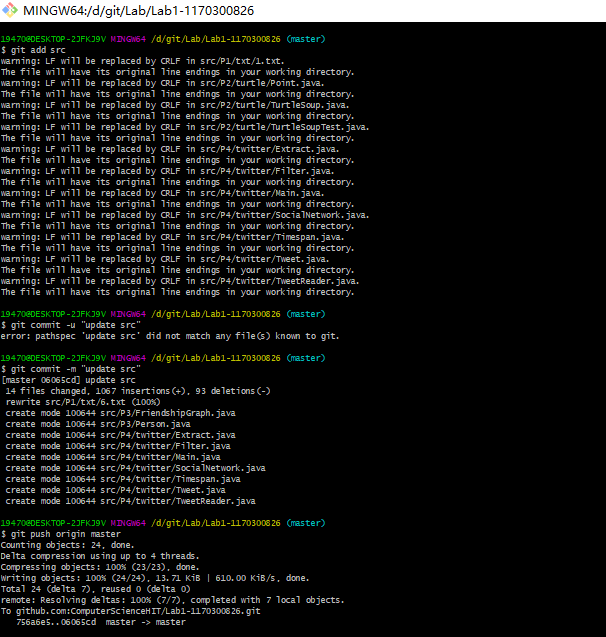 MINGW64:/d/git/Lab/Lab1-1170300826
19470@DESKTOP-2JFKJ9V MINGW64 /d/git/Lab/Lab1-1170300826 (master)
$ git add src
warning: LF will be replaced by CRLF in src/P1/txt/1.txt.
The file will have its original line endings in your working directory.
warning: LF will be replaced by CRLF in src/P2/turtle/Point.java.
The file will have its original line endings in your working directory.
warning: LF will be replaced by CRLF in src/P2/turtle/TurtleSoup.java.
The file will have its original line endings in your working directory.
warning: LF will be replaced by CRLF in src/P2/turtle/TurtleSoupTest.java.
The file will have its original line endings in your working directory.
warning: LF will be replaced by CRLF in src/P4/twitter/Extract.java.
The file will have its original line endings in your working directory.
warning: LF will be replaced by CRLF in src/P4/twitter/Filter.java.
The file will have its original line endings in your working directory.
warning: LF will be replaced by CRLF in src/P4/twitter/Main.java.
The file will have its original line endings in your working directory.
warning: LF will be replaced by CRLF in src/P4/twitter/SocialNetwork.java.
The file will have its original line endings in your working directory.
warning: LF will be replaced by CRLF in src/P4/twitter/Timespan.java.
The file will have its original line endings in your working directory.
warning: LF will be replaced by CRLF in src/P4/twitter/Tweet.java.
The file will have its original line endings in your working directory.
warning: LF will be replaced by CRLF in src/P4/twitter/TweetReader.java.
The file will have its original line endings in your working directory.
19470@DESKTOP-2JFKJ9V MINGW64 /d/git/Lab/Lab1-1170300826 (master)
$ git commit -u "update src"
error: pathspec 'update src' did not match any file(s) known to git.
19470@DESKTOP-2JFKJ9V MINGW64 /d/git/Lab/Lab1-1170300826 (master)
$ git commit -m "update src"
[master 06065cd] update src
14 files changed, 1067 insertions(+), 93 deletions(-)
rewrite src/P1/txt/6.txt (100%)
create mode 100644 src/P3/FriendshipGraph.java
create mode 100644 src/P3/Person.java
create mode 100644 src/P4/twitter/Extract.java
create mode 100644 src/P4/twitter/Filter.java
create mode 100644 src/P4/twitter/Main.java
create mode 100644 src/P4/twitter/SocialNetwork.java
create mode 100644 src/P4/twitter/Timespan.java
create mode 100644 src/P4/twitter/Tweet.java
create mode 100644 src/P4/twitter/TweetReader.java
19470@DESKTOP-2JFKJ9V MINGW64 /d/git/Lab/Lab1-1170300826 (master)
$ git push origin master
Counting objects: 24, done.
Delta compression using up to 4 threads.
Compressing objects: 100% (23/23), done.
Writing objects: 100% (24/24), 13.71 KiB | 610.00 KiB/s, done.
Total 24 (delta 7), reused 0 (delta 0)
remote: Resolving deltas: 100% (7/7), completed with 7 local objects.
To github.com:ComputerScienceHIT/Lab1-1170300826.git
756a6e5..06065cd master -> master